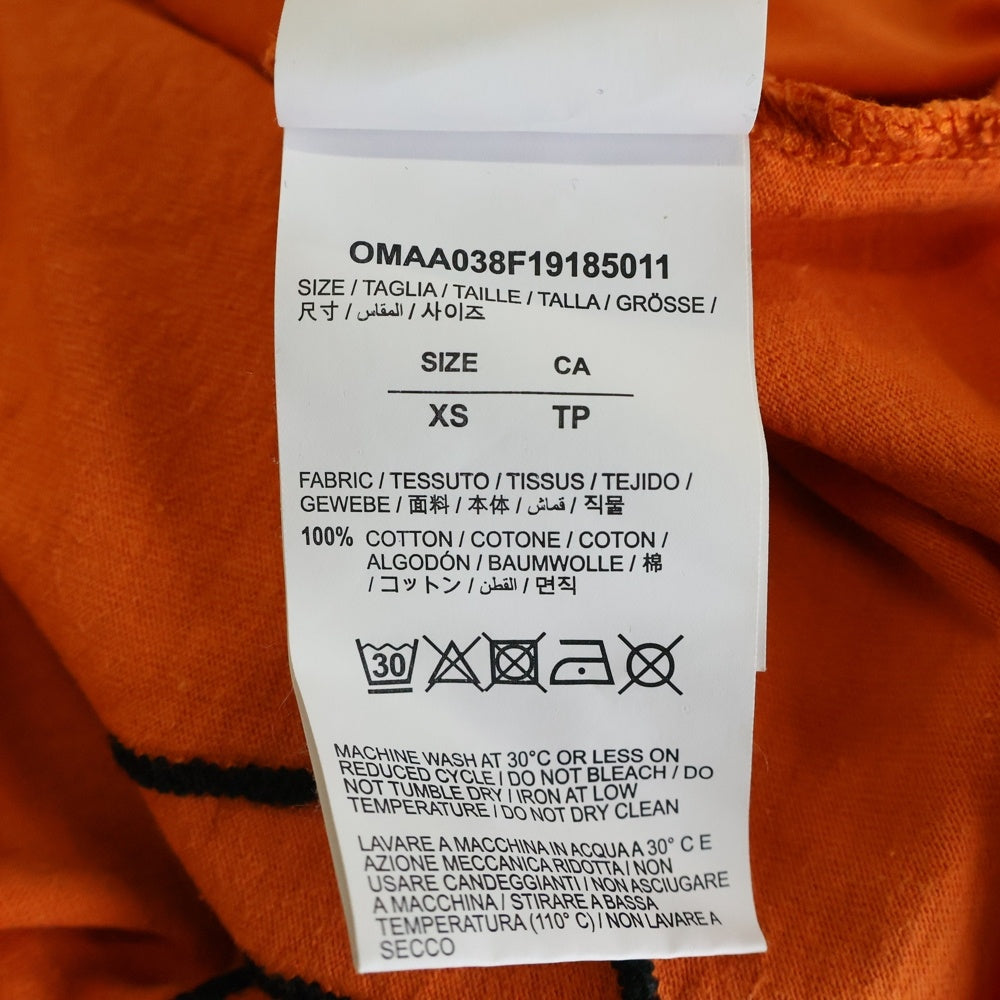 OMAA038F19185011
SIZE / TAGLIA / TAILLE / TALLA / GRÖSSE /
尺寸 / المقاس / 사이즈
SIZE CA
XS TP
FABRIC / TESSUTO / TISSUS / TEJIDO /
GEWEBE / 面料 / 本体 / قماش / 직물
100% COTTON / COTONE / COTON /
ALGODÓN / BAUMWOLLE / 棉
/ コットン / القطن / 면직
30
MACHINE WASH AT 30°C OR LESS ON
REDUCED CYCLE / DO NOT BLEACH / DO
NOT TUMBLE DRY / IRON AT LOW
TEMPERATURE / DO NOT DRY CLEAN
LAVARE A MACCHINA IN ACQUA A 30° C E
AZIONE MECCANICA RIDOTTA / NON
USARE CANDEGGIANTI / NON ASCIUGARE
A MACCHINA / STIRARE A BASSA
TEMPERATURA (110° C) / NON LAVARE A
SECCO